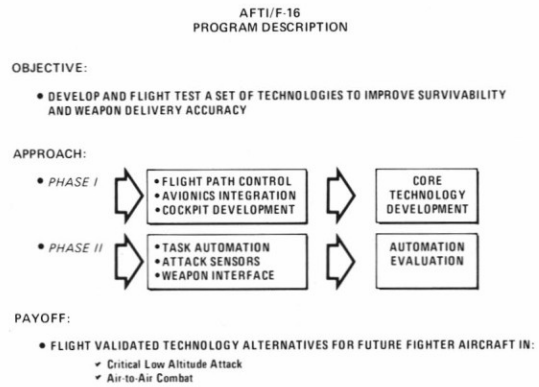 AFTI/F-16
PROGRAM DESCRIPTION
OBJECTIVE:
• DEVELOP AND FLIGHT TEST A SET OF TECHNOLOGIES TO IMPROVE SURVIVABILITY
AND WEAPON DELIVERY ACCURACY
APPROACH:
• PHASE I
• FLIGHT PATH CONTROL
• AVIONICS INTEGRATION
• COCKPIT DEVELOPMENT
CORE
TECHNOLOGY
DEVELOPMENT
• PHASE II
• TASK AUTOMATION
• ATTACK SENSORS
• WEAPON INTERFACE
AUTOMATION
EVALUATION
PAYOFF:
• FLIGHT VALIDATED TECHNOLOGY ALTERNATIVES FOR FUTURE FIGHTER AIRCRAFT IN:
✔ Critical Low Altitude Attack
✔ Air-to-Air Combat